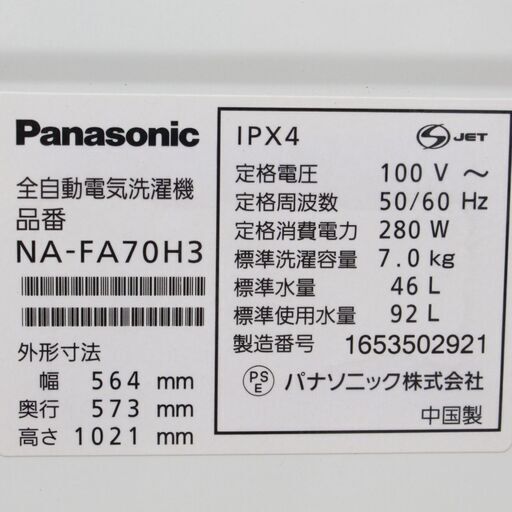 Panasonic
全自動電気洗濯機
品番
NA-FA70H3
外形寸法
幅 564 mm
奥行 573 mm
高さ 1021 mm
IPX4
S JET
定格電圧 100 V ～
定格周波数 50/60 Hz
定格消費電力 280 W
標準洗濯容量 7.0 kg
標準水量 46 L
標準使用水量 92 L
製造番号 1653502921
PSE パナソニック株式会社
中国製